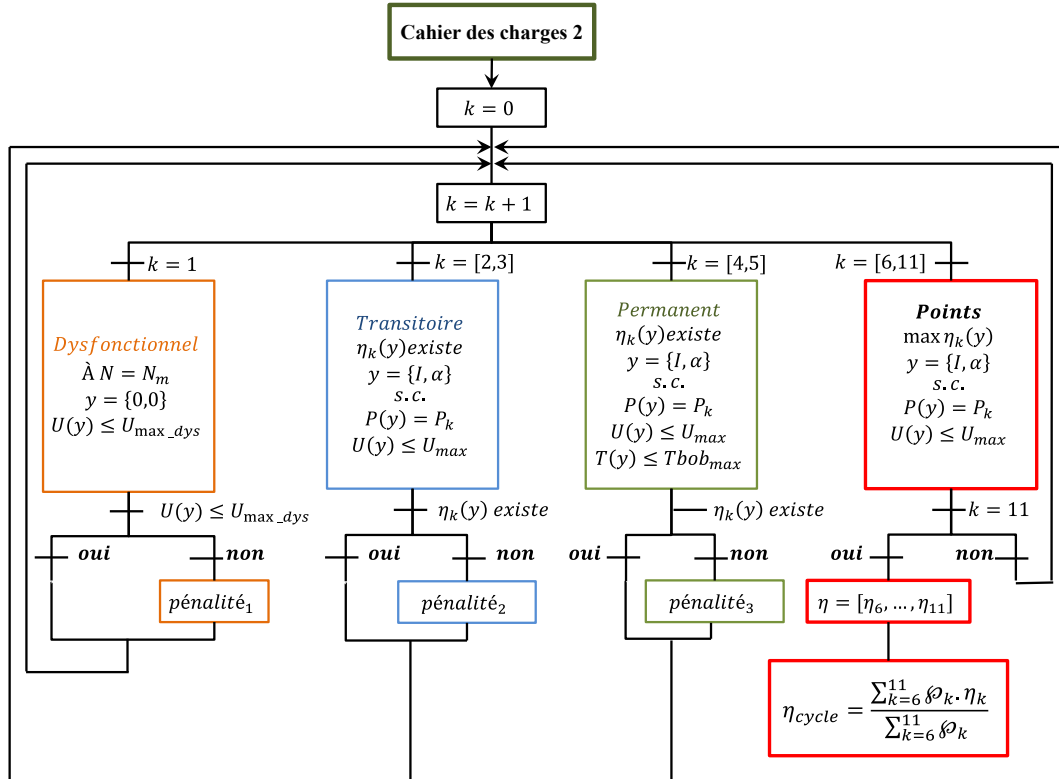 Cahier des charges 2
k = 0
k = k + 1
k = 1
k = [2,3]
k = [4,5]
k = [6,11]
Dysfonctionnel
À N = N_m
y = {0,0}
U(y) ≤ U_max_dys
Transitoire
η_k(y) existe
y = {I, α}
s.c.
P(y) = P_k
U(y) ≤ U_max
Permanent
η_k(y) existe
y = {I, α}
s.c.
P(y) = P_k
U(y) ≤ U_max
T(y) ≤ Tbob_max
Points
max η_k(y)
y = {I, α}
s.c.
P(y) = P_k
U(y) ≤ U_max
U(y) ≤ U_max_dys
η_k(y) existe
η_k(y) existe
k = 11
oui
non
oui
non
oui
non
oui
non
pénalité_1
pénalité_2
pénalité_3
η = [η_6, …, η_11]
η_cycle = (∑_{k=6}^{11} ℘_k. η_k) / (∑_{k=6}^{11} ℘_k)